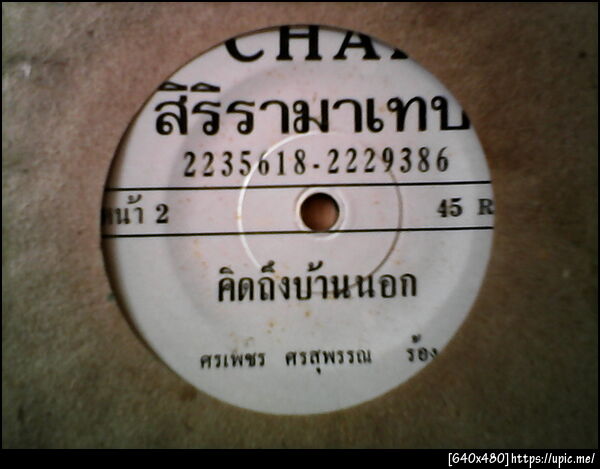 CHA
สิริรามาเทป
2235618-2229386
หน้า 2 45 R
คิดถึงบ้านนอก
ศรเพชร ศรสุพรรณ ร้อง
[640x480]https://upic.me/